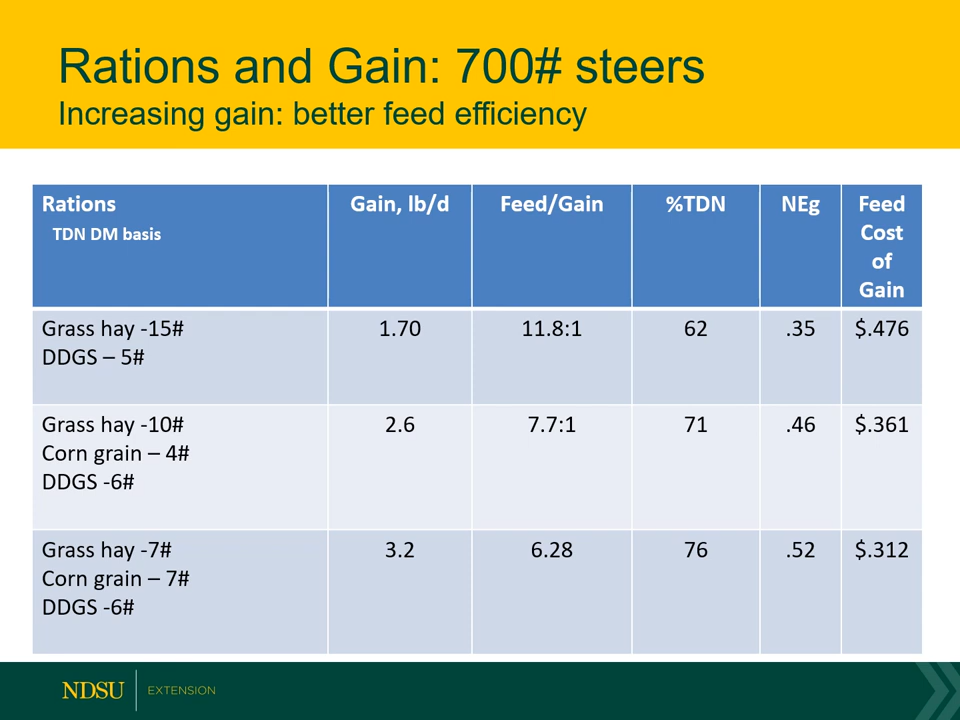 Rations and Gain: 700# steers
Increasing gain: better feed efficiency
Rations
TDN DM basis
Gain, lb/d
Feed/Gain
%TDN
NEg
Feed
Cost
of
Gain
Grass hay -15#
DDGS – 5#
1.70
11.8:1
62
.35
$.476
Grass hay -10#
Corn grain – 4#
DDGS -6#
2.6
7.7:1
71
.46
$.361
Grass hay -7#
Corn grain – 7#
DDGS -6#
3.2
6.28
76
.52
$.312
NDSU
EXTENSION